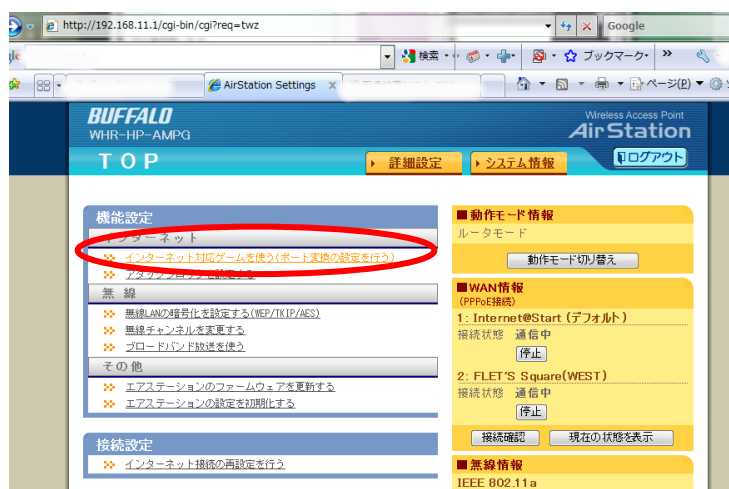 http://192.168.11.1/cgi-bin/cgi?req=twz
Google
gle
検索
ブックマーク
AirStation Settings
ページ(P)
BUFFALO
WHR-HP-AMPG
Wireless Access Point
AirStation
TOP
詳細設定
システム情報
ログアウト
機能設定
インターネット
インターネット対応ゲームを使う(ポート変換の設定を行う)
アタックブロックを設定する
無 線
無線LANの暗号化を設定する(WEP/TKIP/AES)
無線チャンネルを変更する
ブロードバンド放送を使う
その他
エアステーションのファームウェアを更新する
エアステーションの設定を初期化する
接続設定
インターネット接続の再設定を行う
■動作モード情報
ルータモード
動作モード切り替え
■WAN情報
(PPPoE接続)
1: Internet@Start (デフォルト)
接続状態 通信中
停止
2: FLET'S Square(WEST)
接続状態 通信中
停止
接続確認
現在の状態を表示
■無線情報
IEEE 802.11a